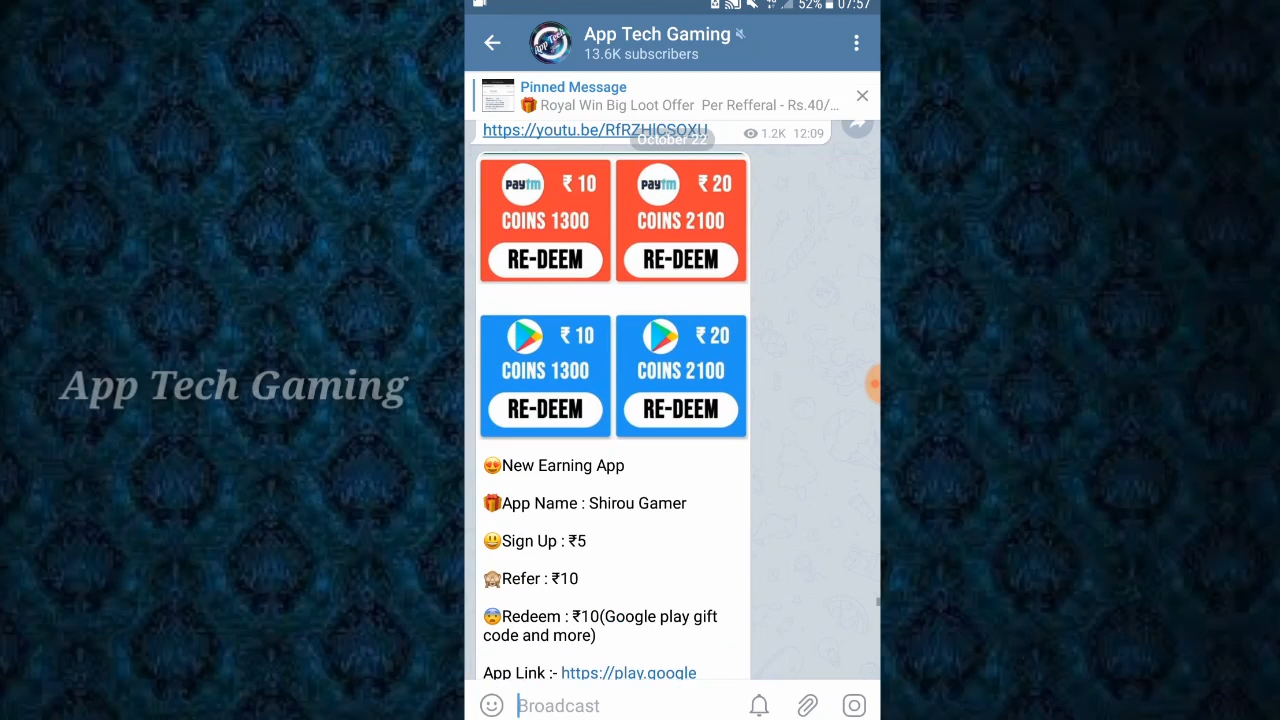 52% 07:57
App Tech Gaming
13.6K subscribers
Pinned Message
🎁 Royal Win Big Loot Offer Per Refferal - Rs.40/...
https://youtu.be/RfRZHICSOXU
1.2K 12:09
October 22
paytm ₹ 10
COINS 1300
RE-DEEM
paytm ₹ 20
COINS 2100
RE-DEEM
₹ 10
COINS 1300
RE-DEEM
₹ 20
COINS 2100
RE-DEEM
😍New Earning App
🎁App Name : Shirou Gamer
😃Sign Up : ₹5
🙈Refer : ₹10
😨Redeem : ₹10(Google play gift
code and more)
App Link :- https://play.google
Broadcast
App Tech Gaming